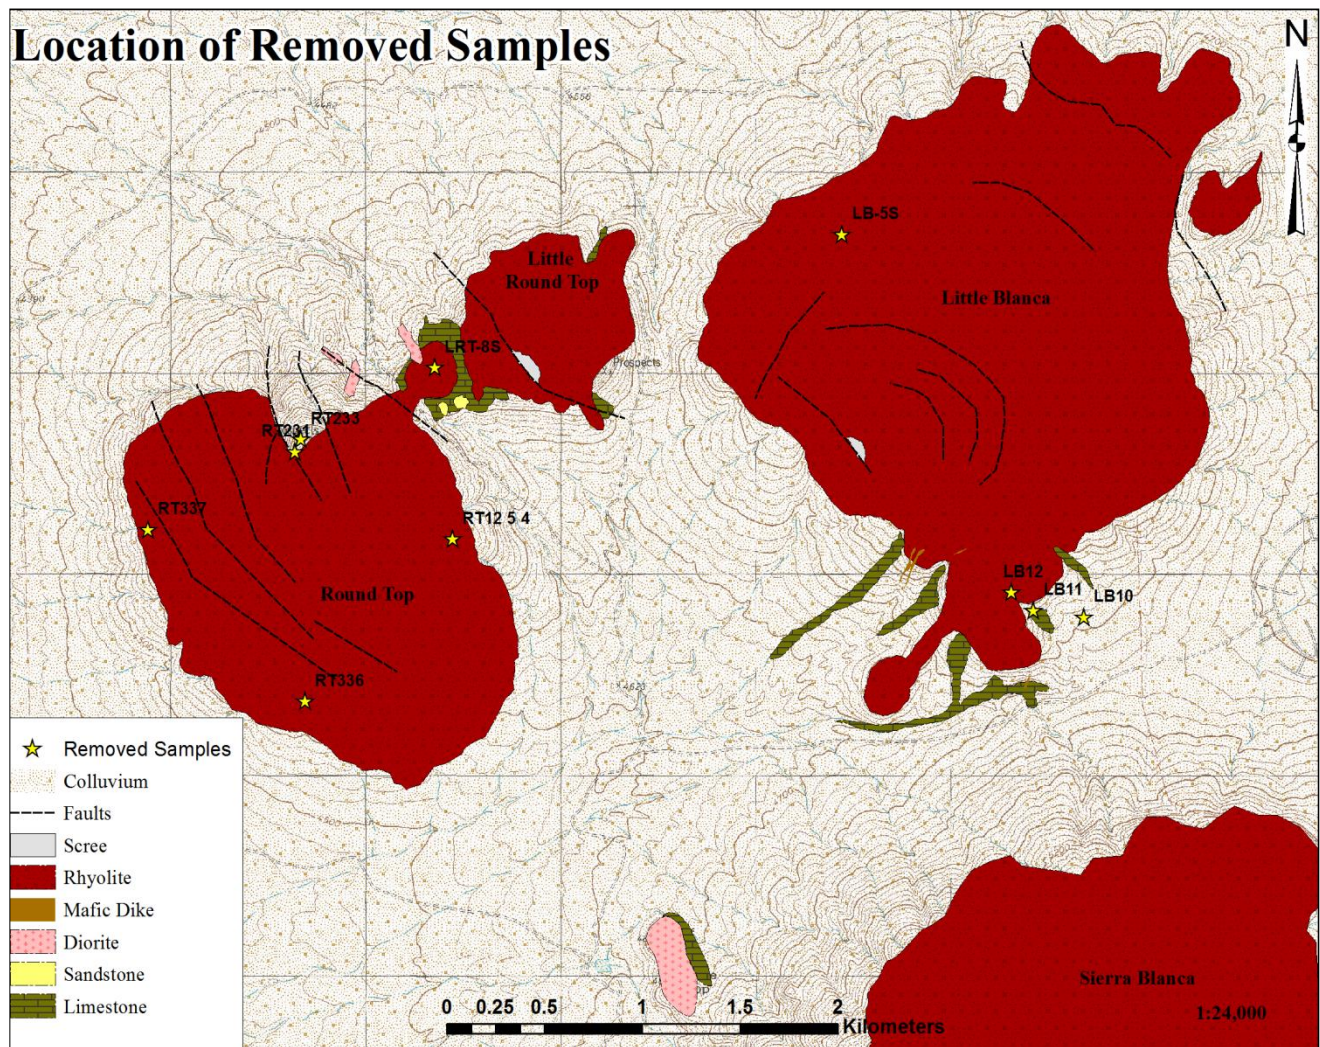 Location of Removed Samples
N
LB-5S
Little
Round Top
Little Blanca
LRT-8S
Prospects
RT233
RT231
RT337
RT12 5 4
Round Top
LB12
LB11
LB10
RT336
Removed Samples
Colluvium
Faults
Scree
Rhyolite
Mafic Dike
Diorite
Sandstone
Limestone
Sierra Blanca
0 0.25 0.5 1 1.5 2
Kilometers
1:24,000